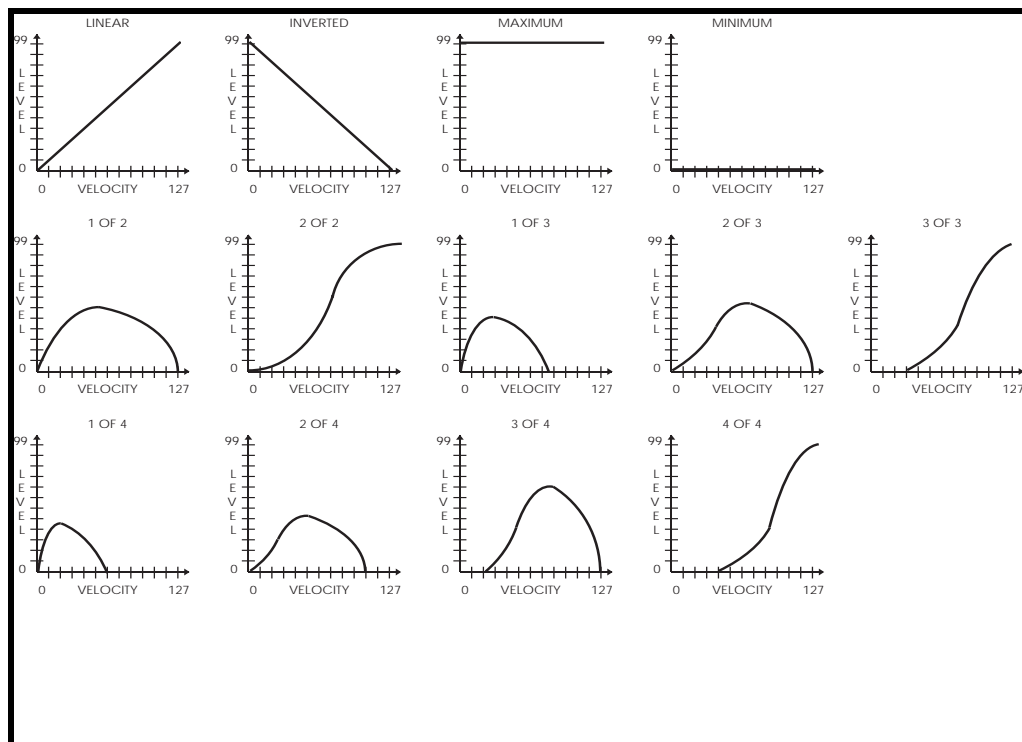 LINEAR
99
L
E
V
E
L
0
0 VELOCITY 127
INVERTED
99
L
E
V
E
L
0
0 VELOCITY 127
MAXIMUM
99
L
E
V
E
L
0
0 VELOCITY 127
MINIMUM
99
L
E
V
E
L
0
0 VELOCITY 127
1 OF 2
99
L
E
V
E
L
0
0 VELOCITY 127
2 OF 2
99
L
E
V
E
L
0
0 VELOCITY 127
1 OF 3
99
L
E
V
E
L
0
0 VELOCITY 127
2 OF 3
99
L
E
V
E
L
0
0 VELOCITY 127
3 OF 3
99
L
E
V
E
L
0
0 VELOCITY 127
1 OF 4
99
L
E
V
E
L
0
0 VELOCITY 127
2 OF 4
99
L
E
V
E
L
0
0 VELOCITY 127
3 OF 4
99
L
E
V
E
L
0
0 VELOCITY 127
4 OF 4
99
L
E
V
E
L
0
0 VELOCITY 127